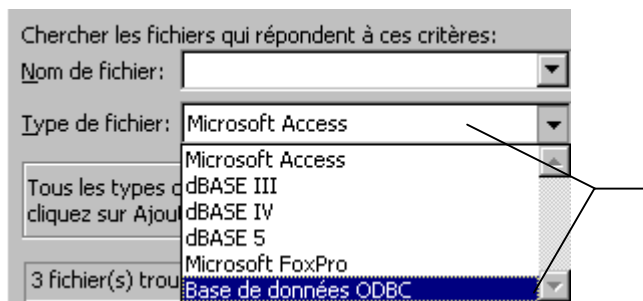 Chercher les fichiers qui répondent à ces critères:
Nom de fichier:
Type de fichier: Microsoft Access
Microsoft Access
dBASE III
Tous les types d
dBASE IV
cliquez sur Ajou
dBASE 5
Microsoft FoxPro
3 fichier(s) trou
Base de données ODBC